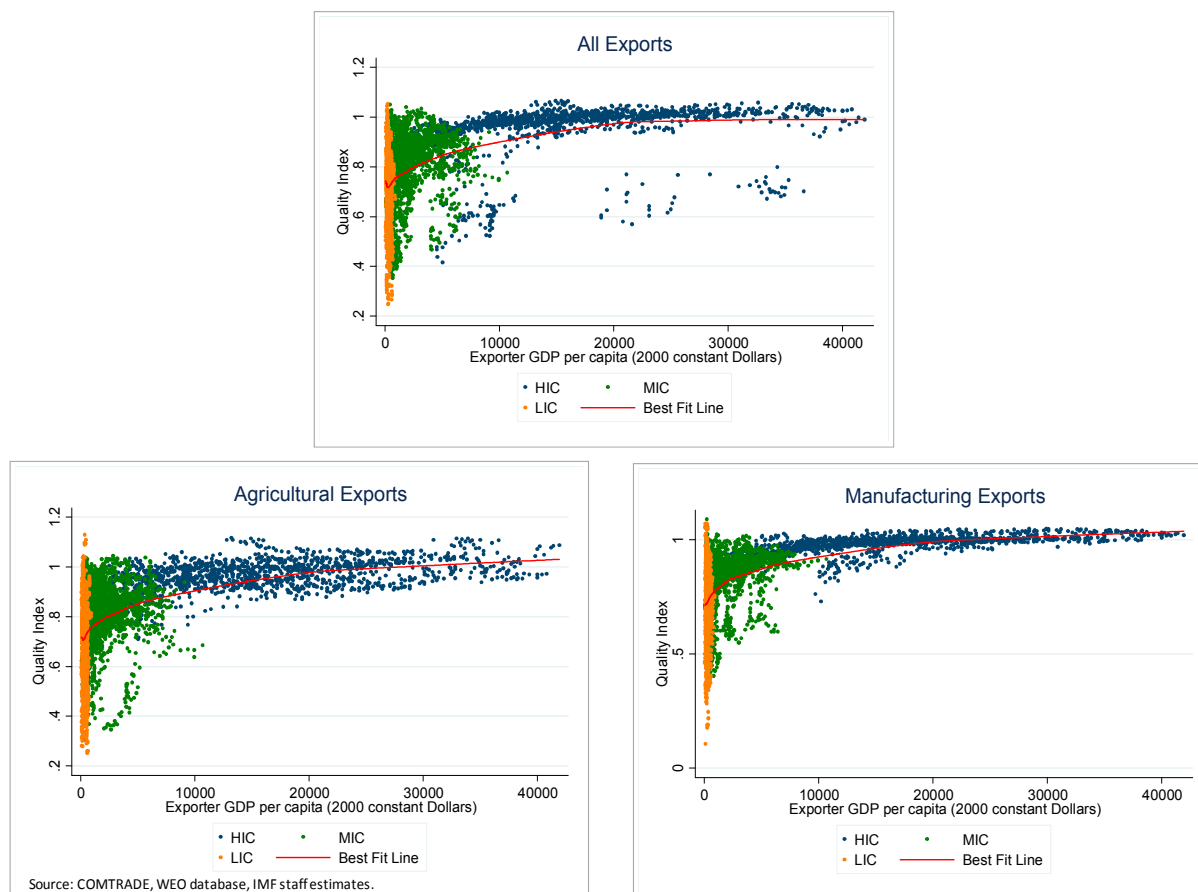 All Exports
Quality Index
1.2
1
.8
.6
.4
.2
0 10000 20000 30000 40000
Exporter GDP per capita (2000 constant Dollars)
HIC MIC
LIC Best Fit Line
Agricultural Exports
Quality Index
1.2
1
.8
.6
.4
.2
0 10000 20000 30000 40000
Exporter GDP per capita (2000 constant Dollars)
HIC MIC
LIC Best Fit Line
Source: COMTRADE, WEO database, IMF staff estimates.
Manufacturing Exports
Quality Index
1
.5
0
0 10000 20000 30000 40000
Exporter GDP per capita (2000 constant Dollars)
HIC MIC
LIC Best Fit Line